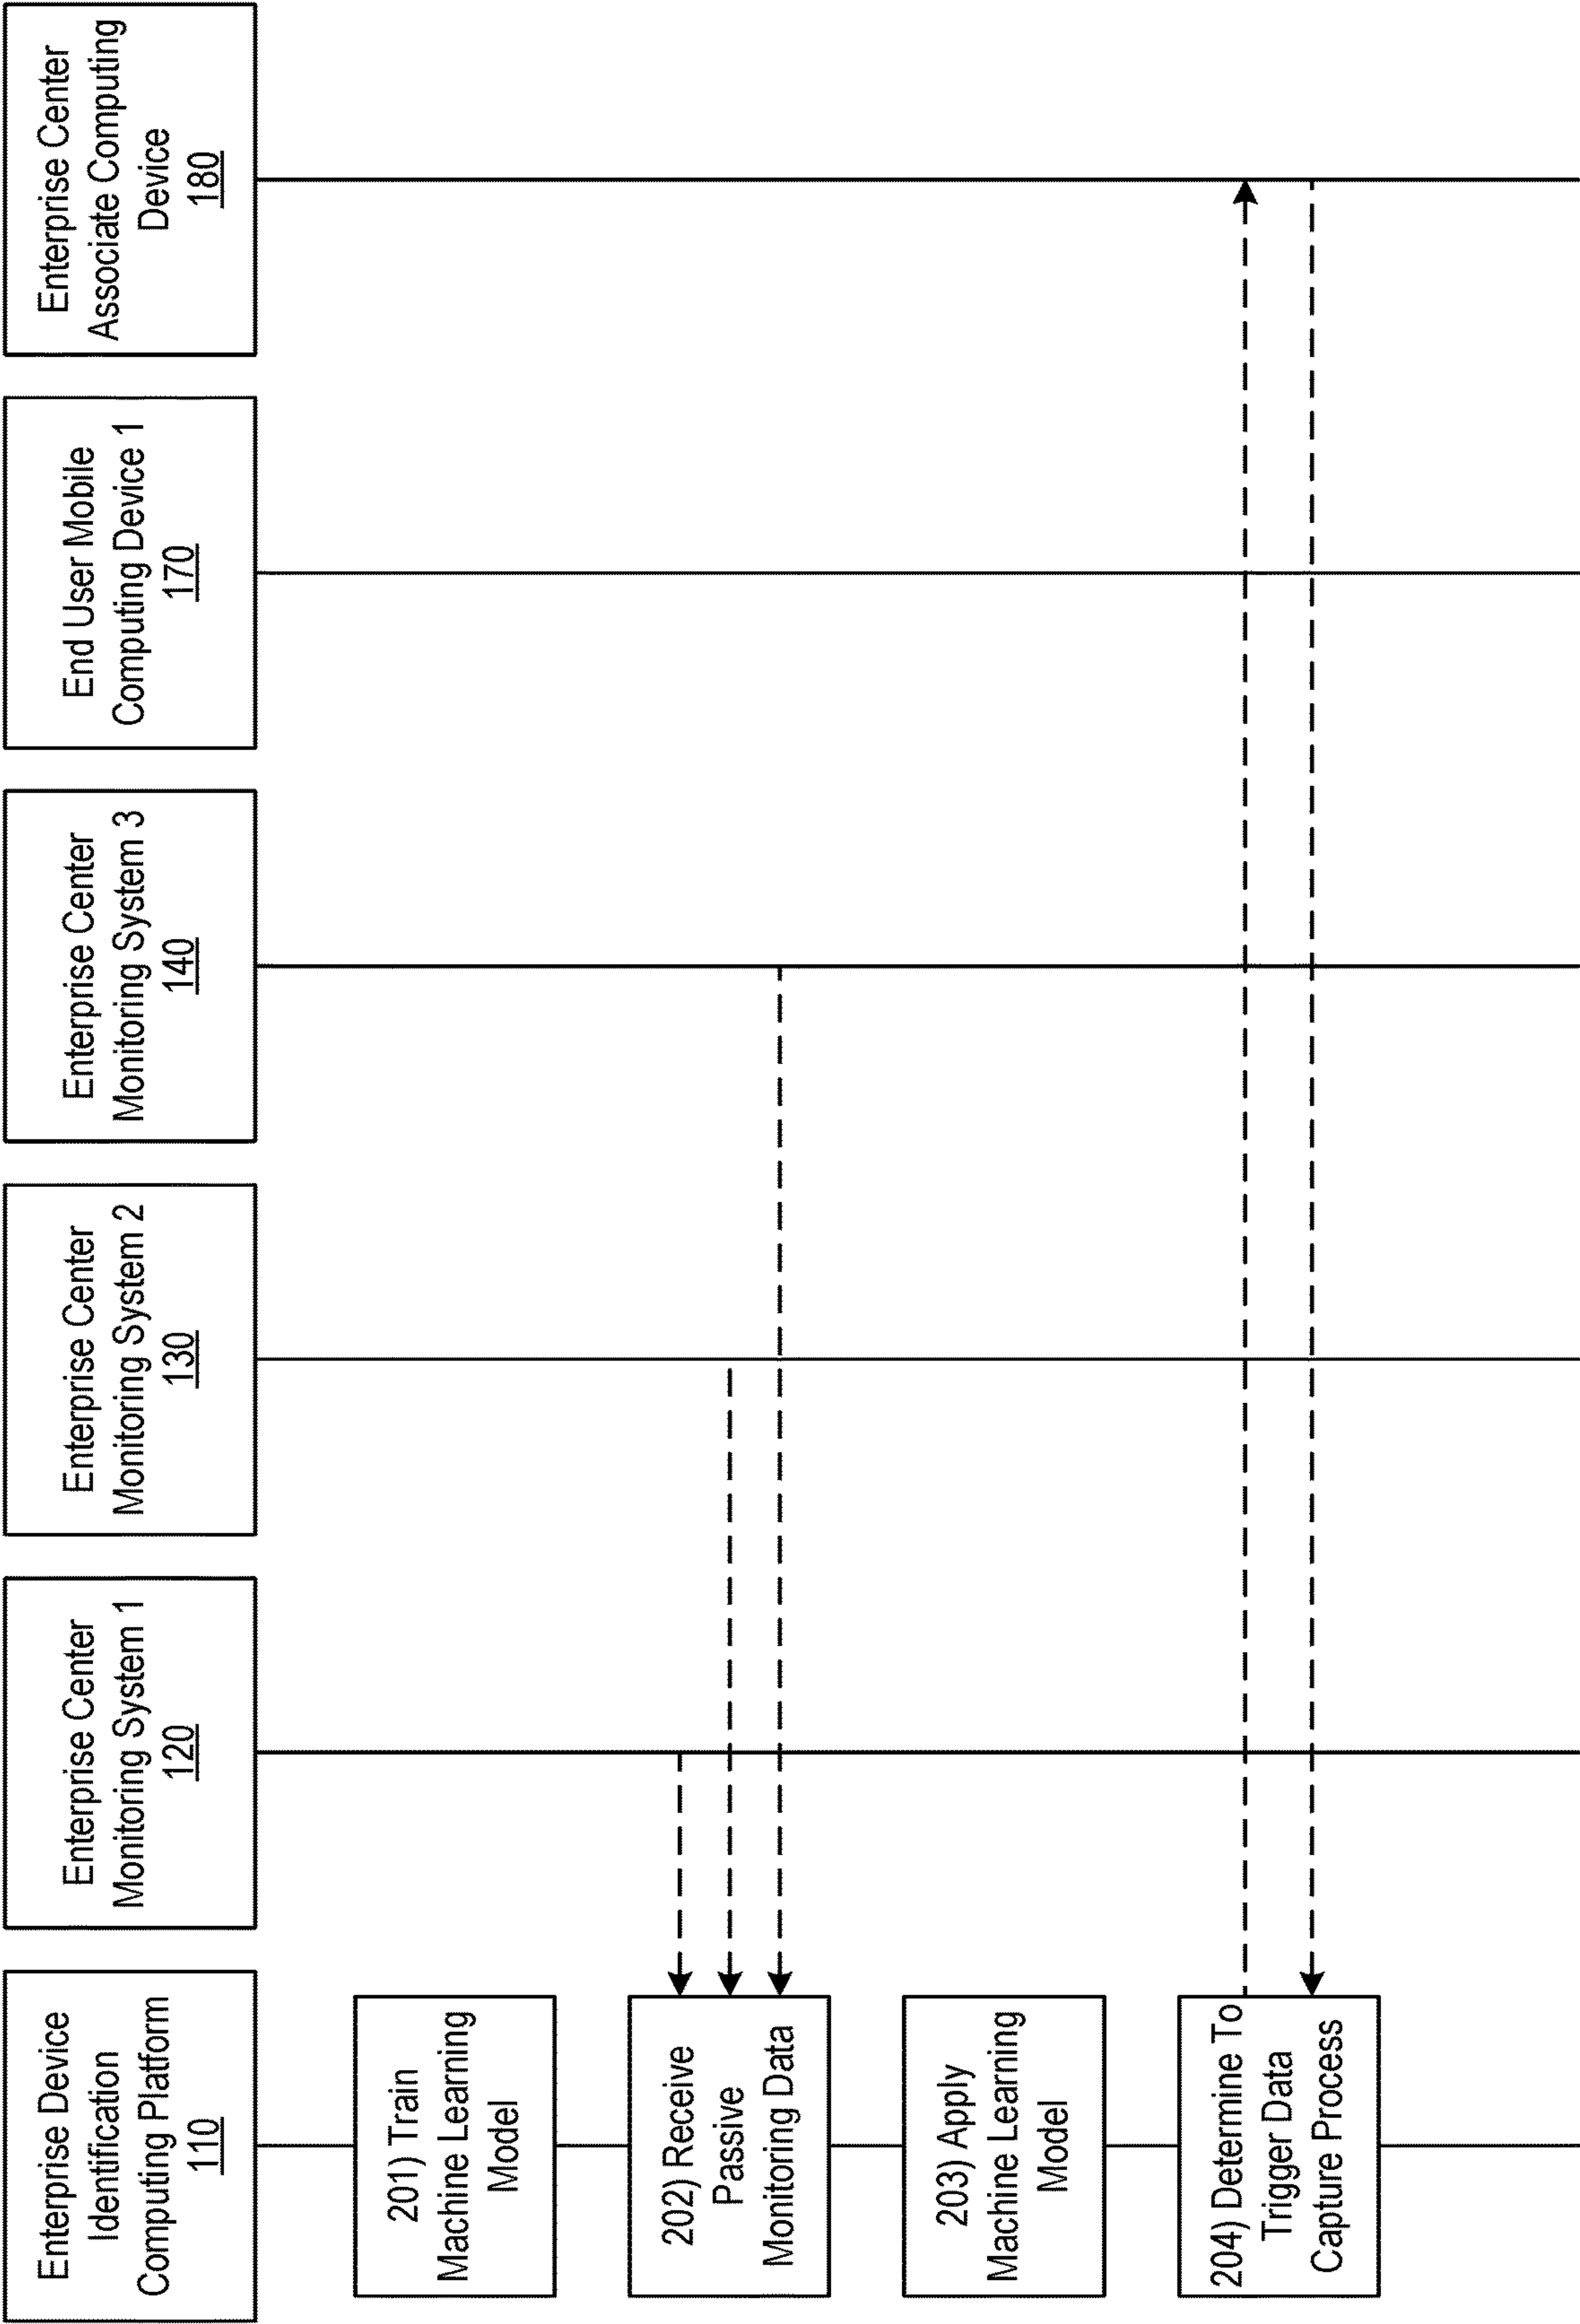 Enterprise Device
Identification
Computing Platform
110
Enterprise Center
Monitoring System 1
120
Enterprise Center
Monitoring System 2
130
Enterprise Center
Monitoring System 3
140
End User Mobile
Computing Device 1
170
Enterprise Center
Associate Computing
Device
180
201) Train
Machine Learning
Model
202) Receive
Passive
Monitoring Data
203) Apply
Machine Learning
Model
204) Determine To
Trigger Data
Capture Process